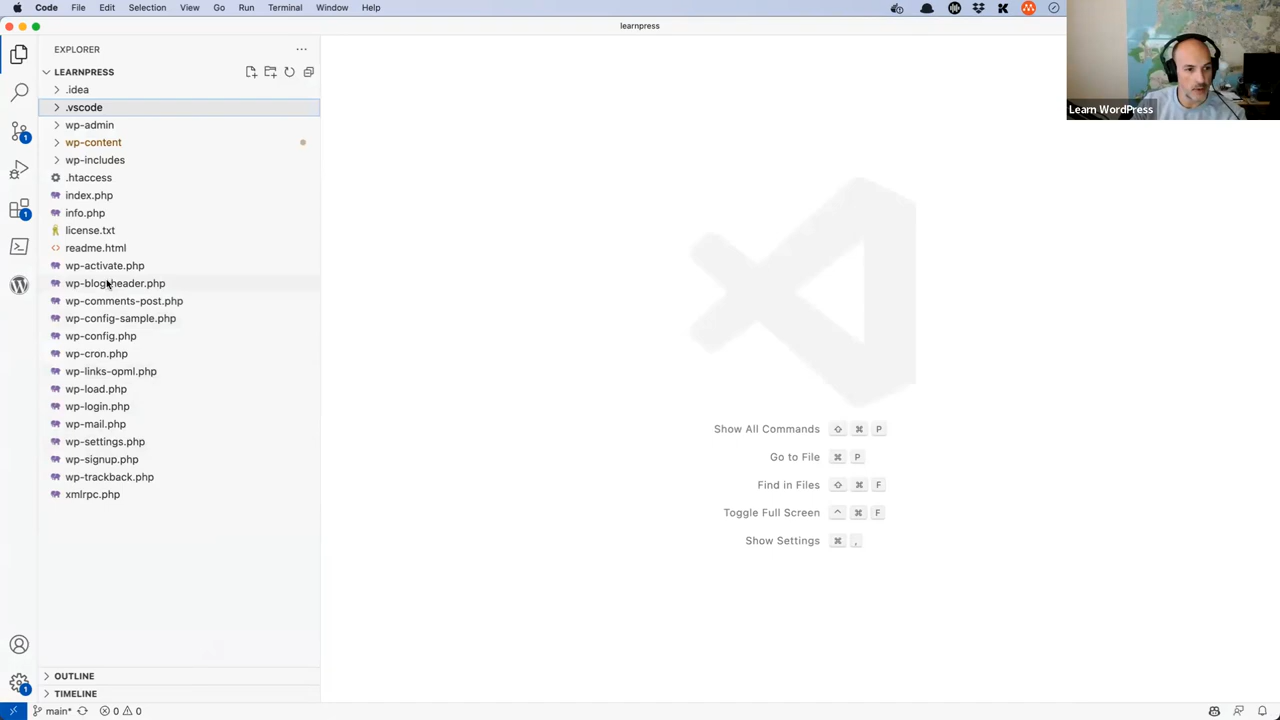 Code File Edit Selection View Go Run Terminal Window Help
learnpress
EXPLORER
LEARNPRESS
.idea
.vscode
wp-admin
wp-content
wp-includes
.htaccess
index.php
info.php
license.txt
readme.html
wp-activate.php
wp-blog-header.php
wp-comments-post.php
wp-config-sample.php
wp-config.php
wp-cron.php
wp-links-opml.php
wp-load.php
wp-login.php
wp-mail.php
wp-settings.php
wp-signup.php
wp-trackback.php
xmlrpc.php
1
1
1
OUTLINE
TIMELINE
main* 0 0
Show All Commands ⇧ ⌘ P
Go to File ⌘ P
Find in Files ⇧ ⌘ F
Toggle Full Screen ^ ⌘ F
Show Settings ⌘ ,
Learn WordPress